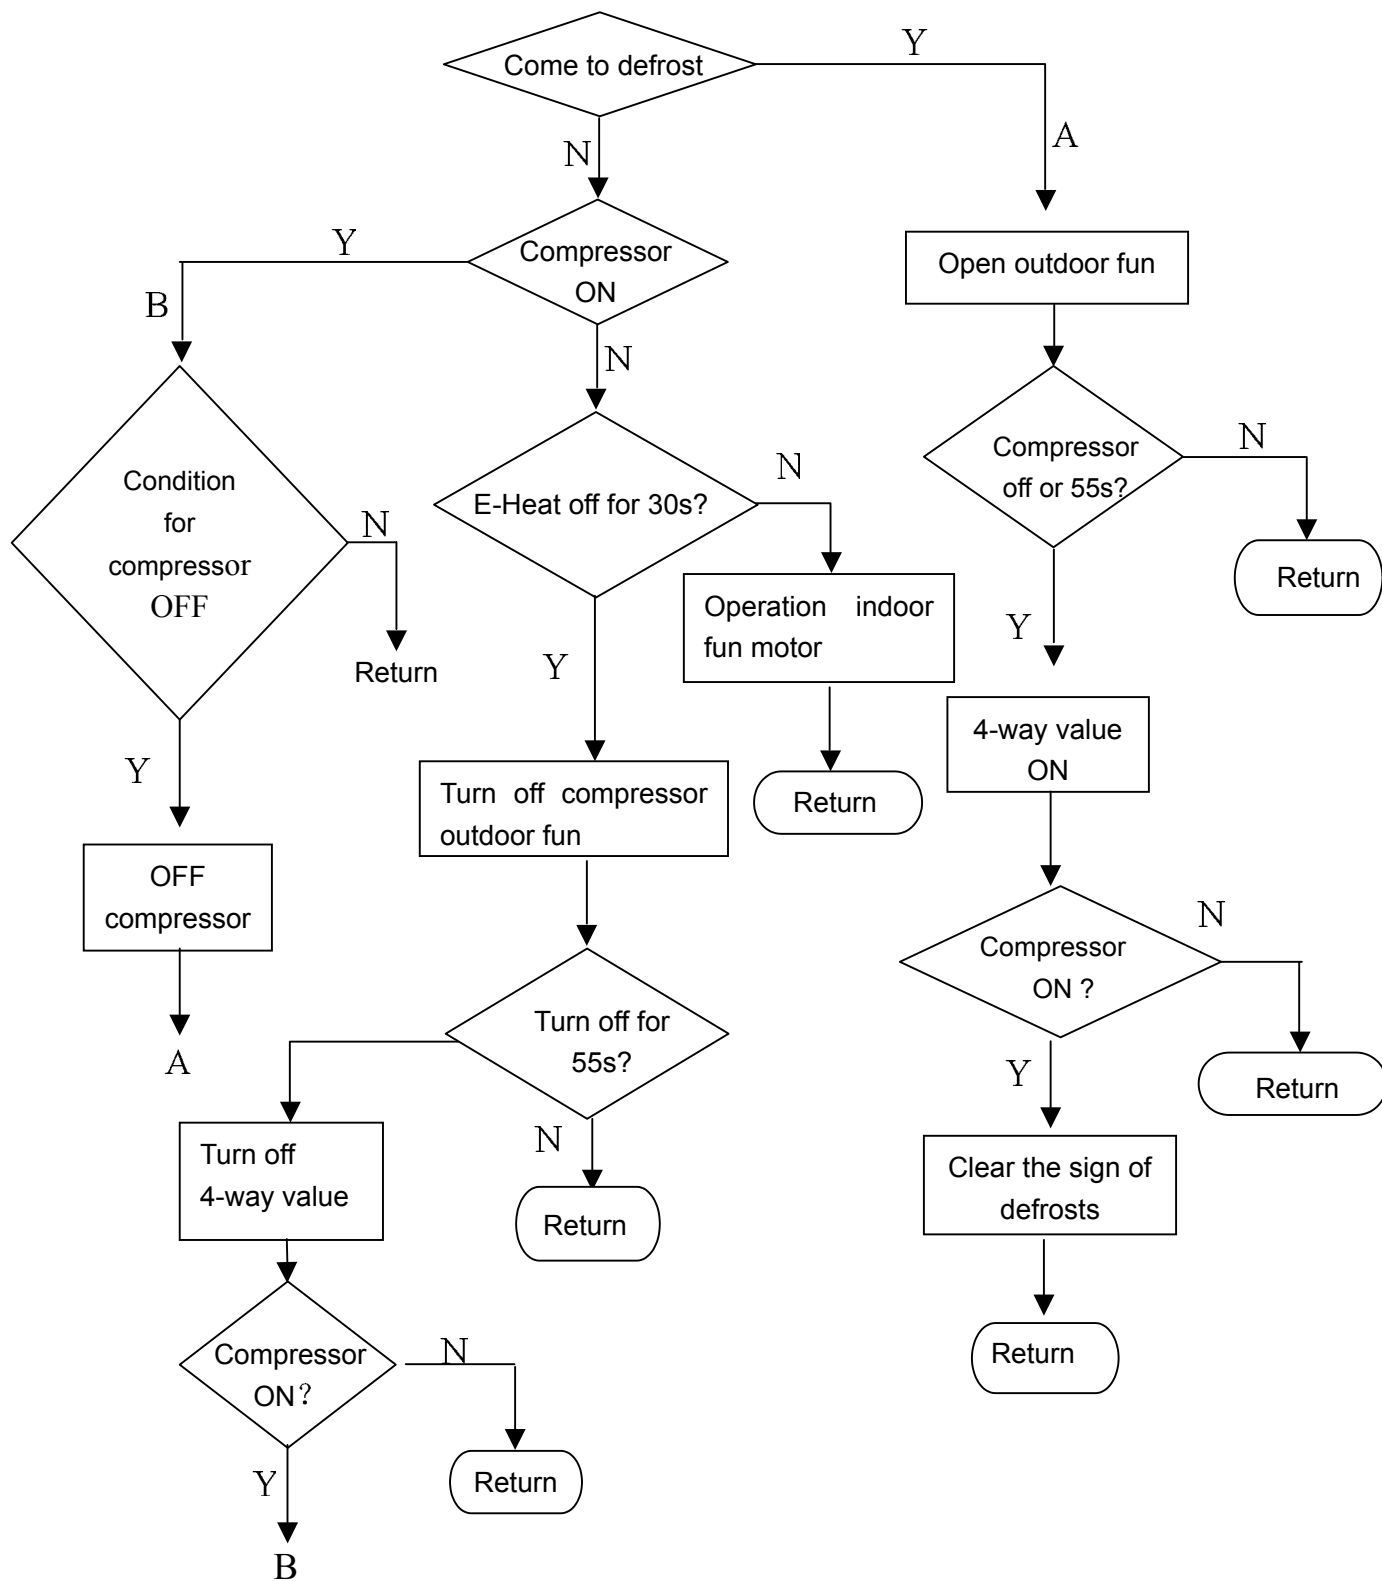 Come to defrost
Y
A
N
Compressor
ON
Y
B
N
Open outdoor fun
Compressor
off or 55s?
N
Return
Y
Condition
for
compressor
OFF
N
Return
Y
E-Heat off for 30s?
N
Operation indoor
fun motor
Return
Y
4-way value
ON
Turn off compressor
outdoor fun
OFF
compressor
A
Compressor
ON ?
N
Return
Y
Turn off for
55s?
N
Return
Turn off
4-way value
Clear the sign of
defrosts
Return
Compressor
ON?
N
Return
Y
B